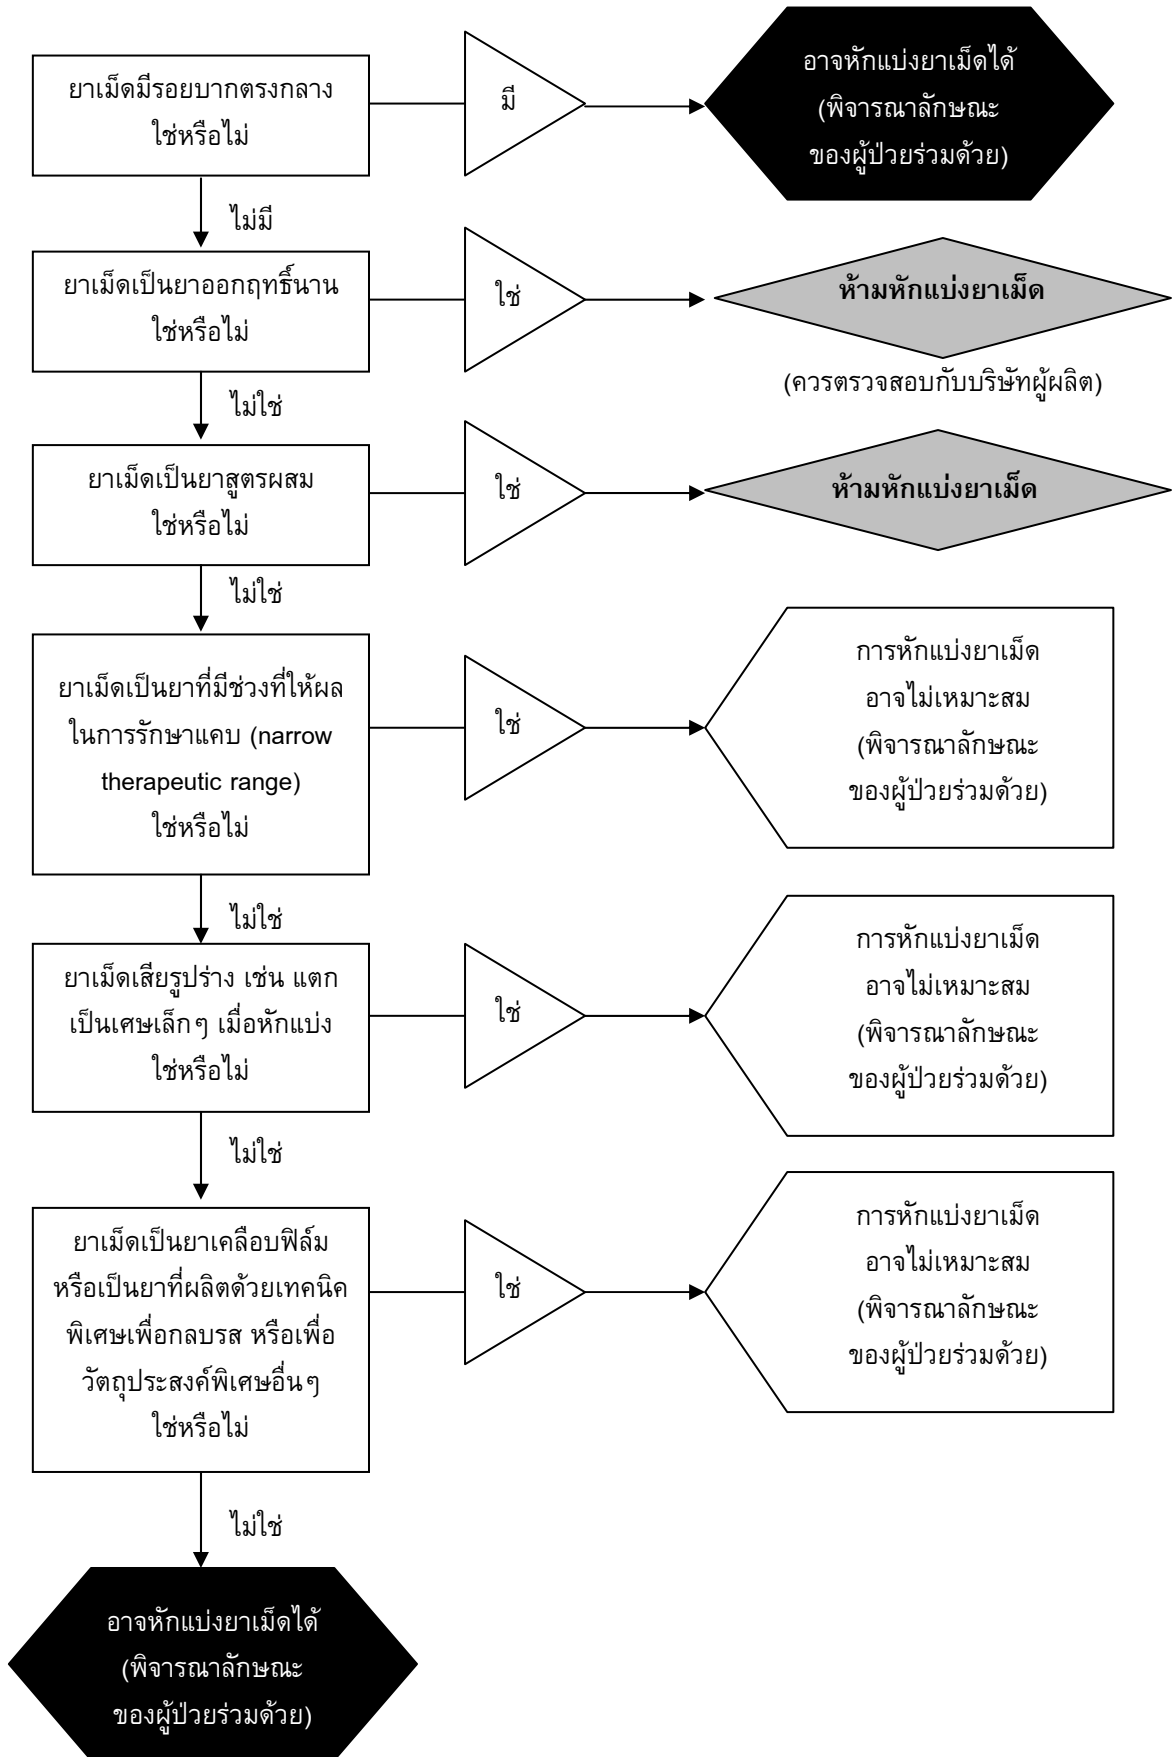 ยาเม็ดมีรอยบากตรงกลาง
ใช่หรือไม่
มี
อาจหักแบ่งยาเม็ดได้
(พิจารณาลักษณะ
ของผู้ป่วยร่วมด้วย)
ไม่มี
ยาเม็ดเป็นยาออกฤทธิ์นาน
ใช่หรือไม่
ใช่
ห้ามหักแบ่งยาเม็ด
(ควรตรวจสอบกับบริษัทผู้ผลิต)
ไม่ใช่
ยาเม็ดเป็นยาสูตรผสม
ใช่หรือไม่
ใช่
ห้ามหักแบ่งยาเม็ด
ไม่ใช่
ยาเม็ดเป็นยาที่มีช่วงที่ให้ผล
ในการรักษาแคบ (narrow
therapeutic range)
ใช่หรือไม่
ใช่
การหักแบ่งยาเม็ด
อาจไม่เหมาะสม
(พิจารณาลักษณะ
ของผู้ป่วยร่วมด้วย)
ไม่ใช่
ยาเม็ดเสียรูปร่าง เช่น แตก
เป็นเศษเล็กๆ เมื่อหักแบ่ง
ใช่หรือไม่
ใช่
การหักแบ่งยาเม็ด
อาจไม่เหมาะสม
(พิจารณาลักษณะ
ของผู้ป่วยร่วมด้วย)
ไม่ใช่
ยาเม็ดเป็นยาเคลือบฟิล์ม
หรือเป็นยาที่ผลิตด้วยเทคนิค
พิเศษเพื่อกลบรส หรือเพื่อ
วัตถุประสงค์พิเศษอื่นๆ
ใช่หรือไม่
ใช่
การหักแบ่งยาเม็ด
อาจไม่เหมาะสม
(พิจารณาลักษณะ
ของผู้ป่วยร่วมด้วย)
ไม่ใช่
อาจหักแบ่งยาเม็ดได้
(พิจารณาลักษณะ
ของผู้ป่วยร่วมด้วย)